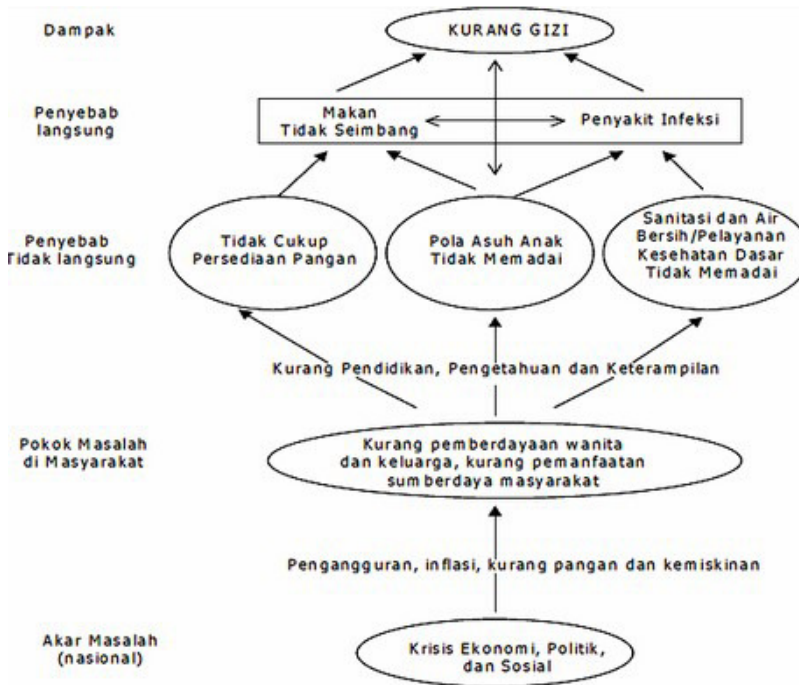 Dampak
KURANG GIZI
Penyebab
langsung
Makan
Tidak Seimbang
Penyakit Infeksi
Penyebab
Tidak langsung
Tidak Cukup
Persediaan Pangan
Pola Asuh Anak
Tidak Memadai
Sanitasi dan Air
Bersih/Pelayanan
Kesehatan Dasar
Tidak Memadai
Kurang Pendidikan, Pengetahuan dan Keterampilan
Pokok Masalah
di Masyarakat
Kurang pemberdayaan wanita
dan keluarga, kurang pemanfaatan
sumberdaya masyarakat
Pengangguran, inflasi, kurang pangan dan kemiskinan
Akar Masalah
(nasional)
Krisis Ekonomi, Politik,
dan Sosial